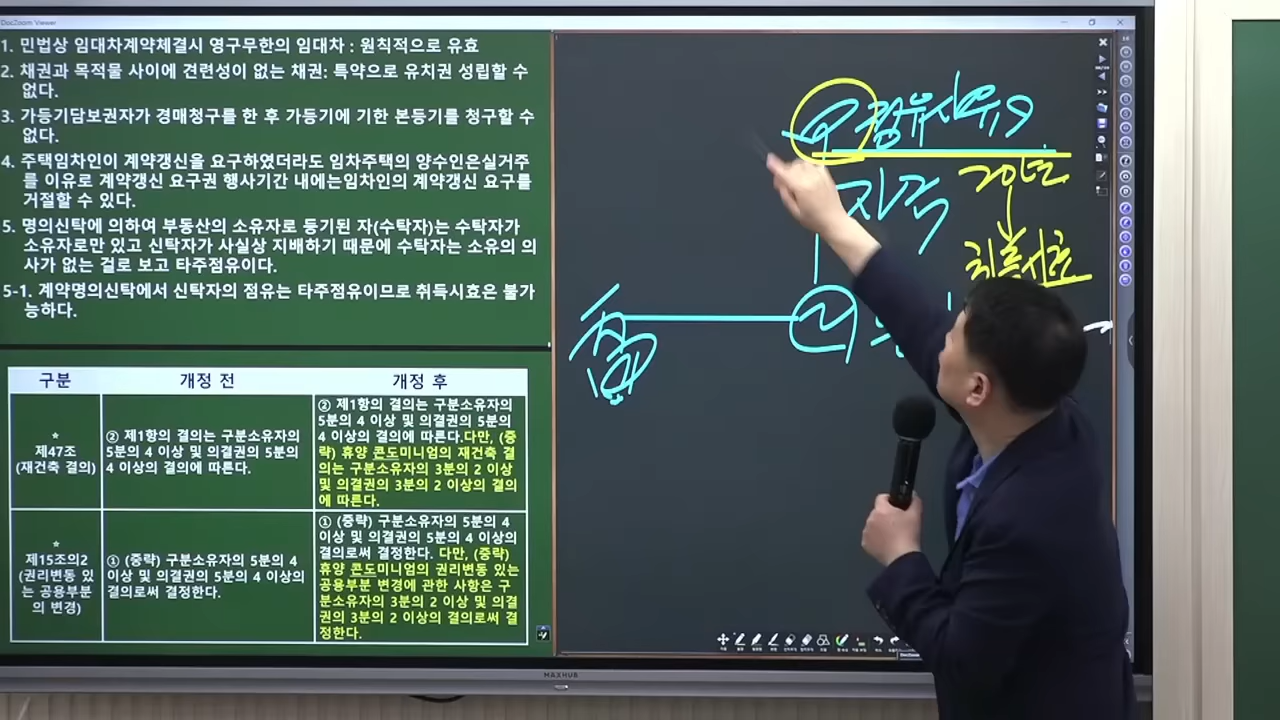 DocZoom Viewer
1. 민법상 임대차계약체결시 영구무한의 임대차 : 원칙적으로 유효
2. 채권과 목적물 사이에 견련성이 없는 채권: 특약으로 유치권 성립할 수
없다.
3. 가등기담보권자가 경매청구를 한 후 가등기에 기한 본등기를 청구할 수
없다.
4. 주택임차인이 계약갱신을 요구하였더라도 임차주택의 양수인은실거주
를 이유로 계약갱신 요구권 행사기간 내에는임차인의 계약갱신 요구를
거절할 수 있다.
5. 명의신탁에 의하여 부동산의 소유자로 등기된 자(수탁자)는 수탁자가
소유자로만 있고 신탁자가 사실상 지배하기 때문에 수탁자는 소유의 의
사가 없는 걸로 보고 타주점유이다.
5-1. 계약명의신탁에서 신탁자의 점유는 타주점유이므로 취득시효은 불가
능하다.
구분
개정 전
개정 후
제47조
(재건축 결의)
② 제1항의 결의는 구분소유자의
5분의 4 이상 및 의결권의 5분의
4 이상의 결의에 따른다.
② 제1항의 결의는 구분소유자의
5분의 4 이상 및 의결권의 5분의
4 이상의 결의에 따른다.다만, (중
략) 휴양 콘도미니엄의 재건축 결
의는 구분소유자의 3분의 2 이상
및 의결권의 3분의 2 이상의 결의
에 따른다.
제15조의2
(권리변동 있
는 공용부분
의 변경)
① (중략) 구분소유자의 5분의 4
이상 및 의결권의 5분의 4 이상의
결의로써 결정한다.
① (중략) 구분소유자의 5분의 4
이상 및 의결권의 5분의 4 이상의
결의로써 결정한다. 다만, (중략)
휴양 콘도미니엄의 권리변동 있는
공용부분 변경에 관한 사항은 구
분소유자의 3분의 2 이상 및 의결
권의 3분의 2 이상의 결의로써 결
정한다.
자주
20년
취득시효
MAXHUB